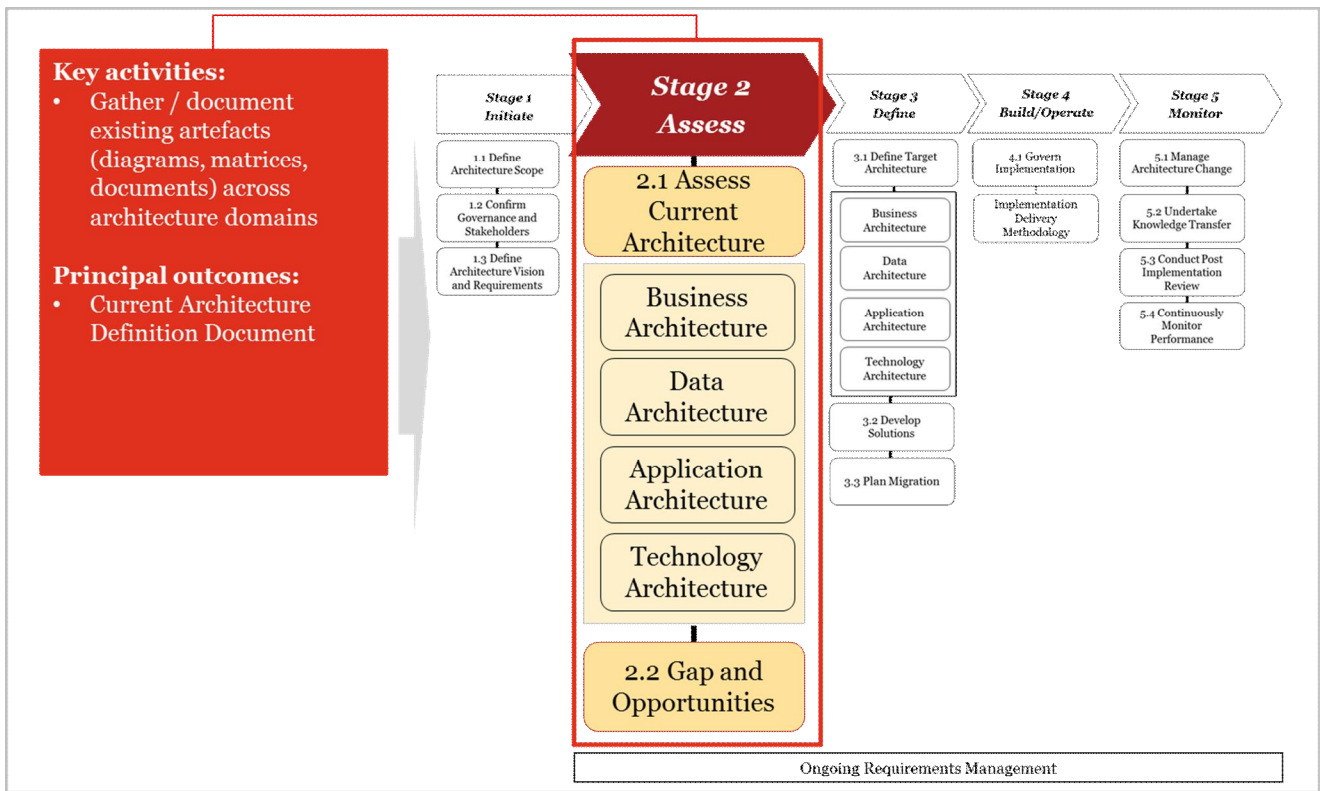 Key activities:
• Gather / document
existing artefacts
(diagrams, matrices,
documents) across
architecture domains
Principal outcomes:
• Current Architecture
Definition Document
Stage 1
Initiate
1.1 Define
Architecture Scope
1.2 Confirm
Governance and
Stakeholders
1.3 Define
Architecture Vision
and Requirements
Stage 2
Assess
2.1 Assess
Current
Architecture
Business
Architecture
Data
Architecture
Application
Architecture
Technology
Architecture
2.2 Gap and
Opportunities
Stage 3
Define
3.1 Define Target
Architecture
Business
Architecture
Data
Architecture
Application
Architecture
Technology
Architecture
3.2 Develop
Solutions
3.3 Plan Migration
Stage 4
Build/Operate
4.1 Govern
Implementation
Implementation
Delivery
Methodology
Stage 5
Monitor
5.1 Manage
Architecture Change
5.2 Undertake
Knowledge Transfer
5.3 Conduct Post
Implementation
Review
5.4 Continuously
Monitor
Performance
Ongoing Requirements Management